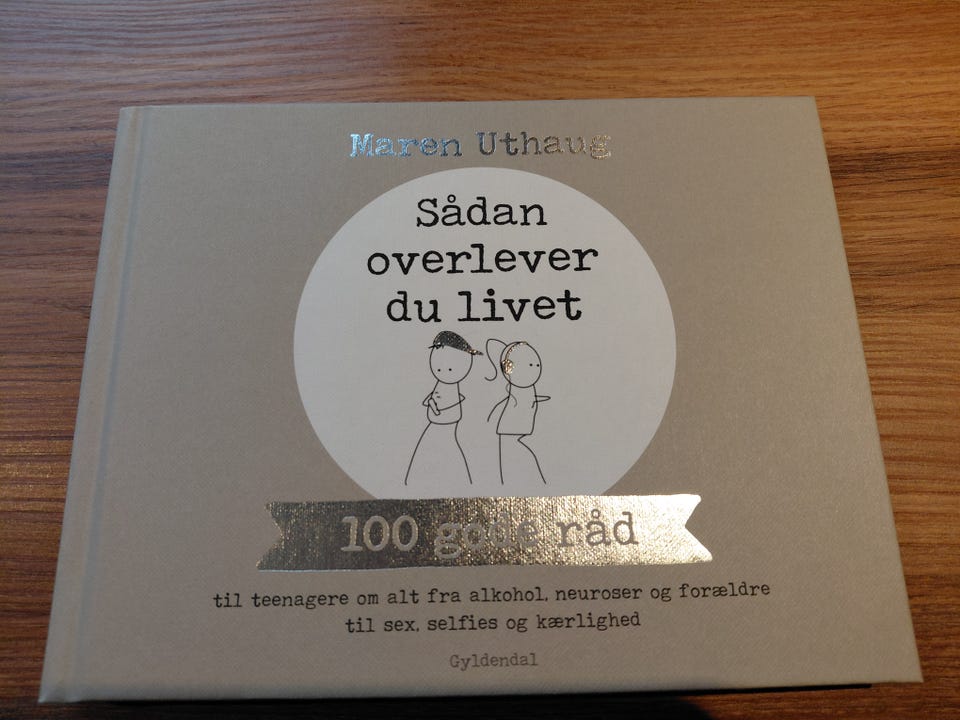 Maren Uthaug
Sådan
overlever
du livet
100 gode råd
til teenagere om alt fra alkohol, neuroser og forældre
til sex, selfies og kærlighed
Gyldendal